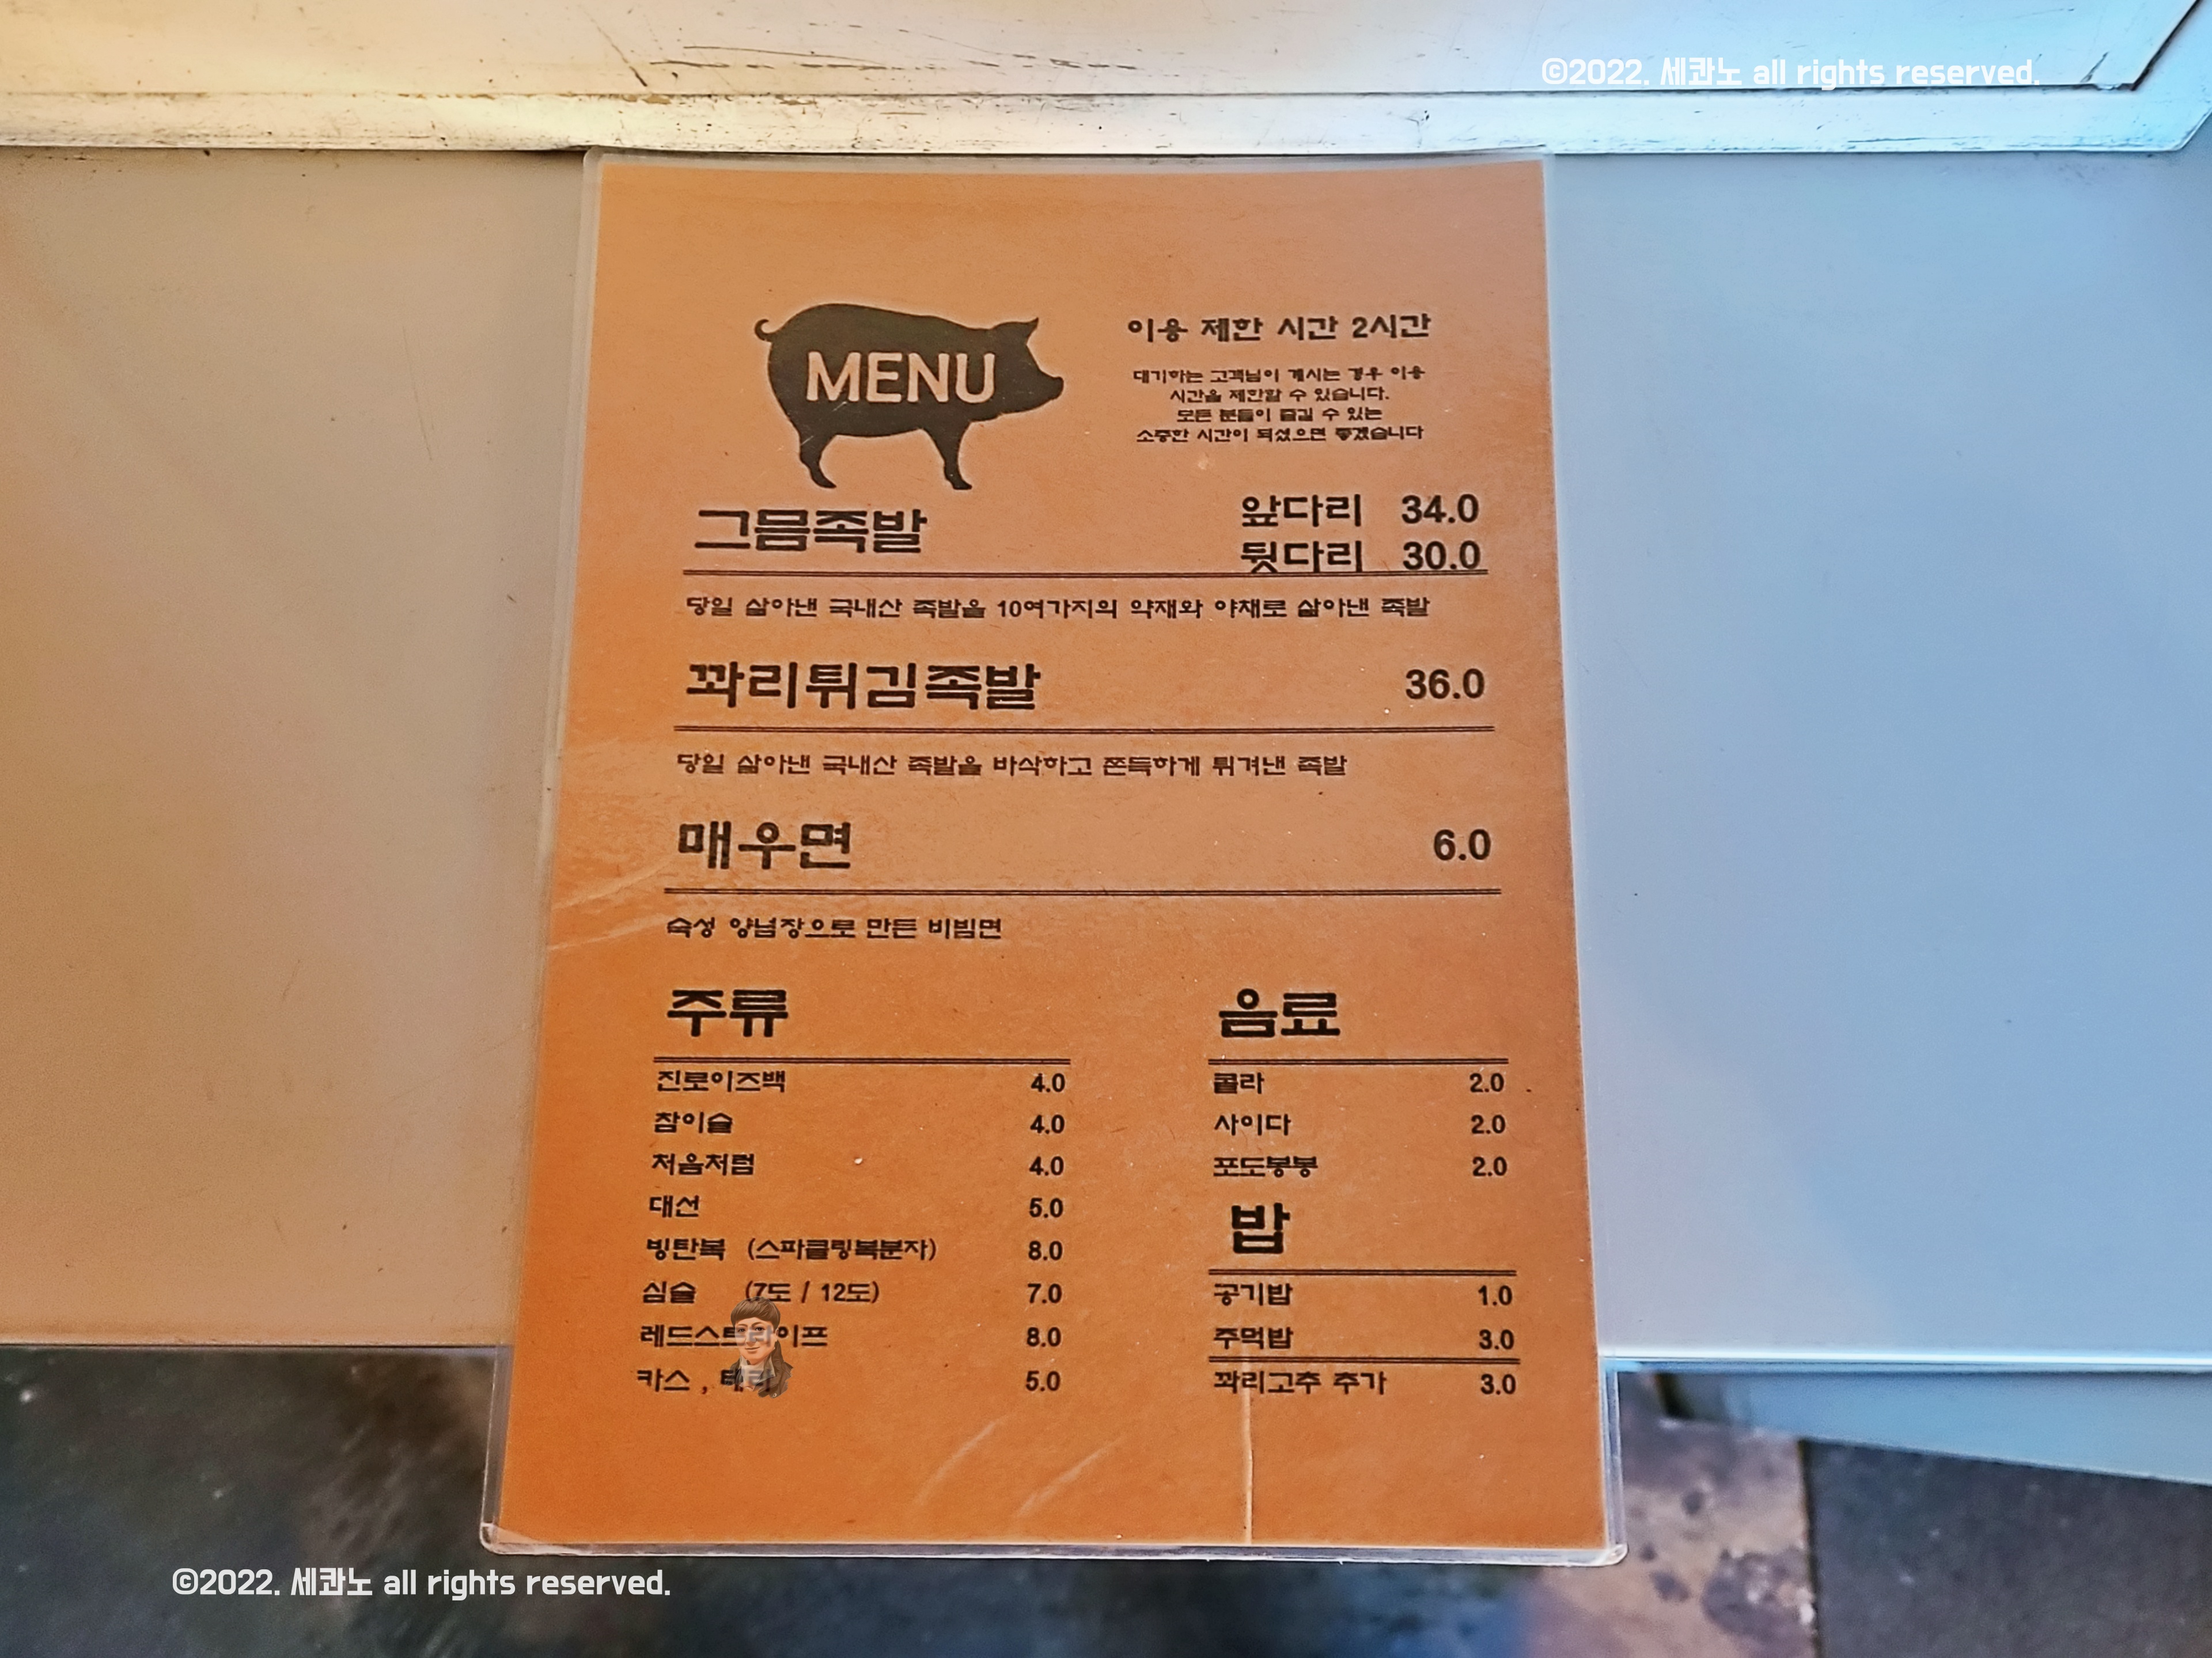 ©2022. 세콴노 all rights reserved.
MENU
이용 제한 시간 2시간
대기하는 고객님이 계시는 경우 이용
시간을 제한할 수 있습니다.
모든 분들이 즐길 수 있는
소중한 시간이 되셨으면 좋겠습니다
그믐족발 앞다리 34.0
뒷다리 30.0
당일 삶아낸 국내산 족발을 10여가지의 약재와 야채로 삶아낸 족발
꽈리튀김족발 36.0
당일 삶아낸 국내산 족발을 바삭하고 쫀득하게 튀겨낸 족발
매우면 6.0
숙성 양념장으로 만든 비빔면
주류
진로이즈백 4.0
참이슬 4.0
처음처럼 4.0
대선 5.0
빙탄복 (스파클링복분자) 8.0
심술 (7도 / 12도) 7.0
레드스트라이프 8.0
카스 , 테라 5.0
음료
콜라 2.0
사이다 2.0
포도봉봉 2.0
밥
공기밥 1.0
주먹밥 3.0
꽈리고추 추가 3.0
©2022. 세콴노 all rights reserved.